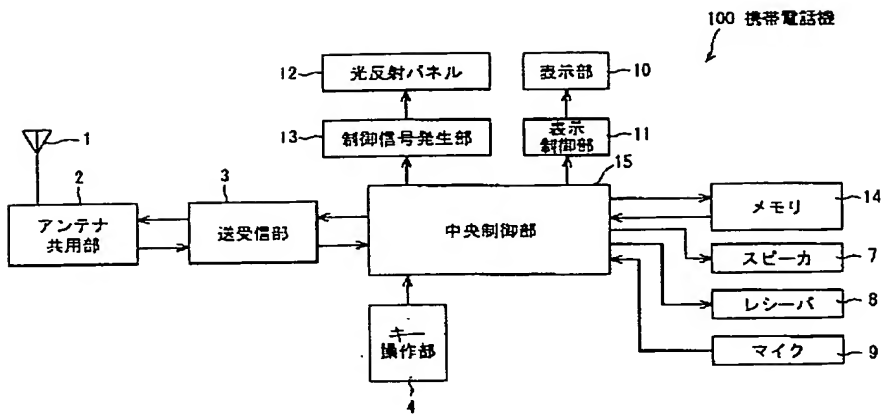 100 携帯電話機
12 光反射パネル
表示部 10
13 制御信号発生部
表示
制御部 11
1
2
アンテナ
共用部
3
送受信部
15
中央制御部
メモリ 14
スピーカ 7
レシーバ 8
マイク 9
キー
操作部
4